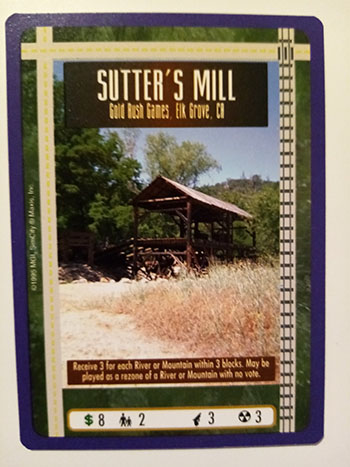 SUTTER'S MILL
Gold Rush Games, Elk Grove, CA
©1995 MGI, SimCity ® Maxis, Inc.
Receive 3 for each River or Mountain within 3 blocks. May be
played as a rezone of a River or Mountain with no vote.
$ 8 2 3 3